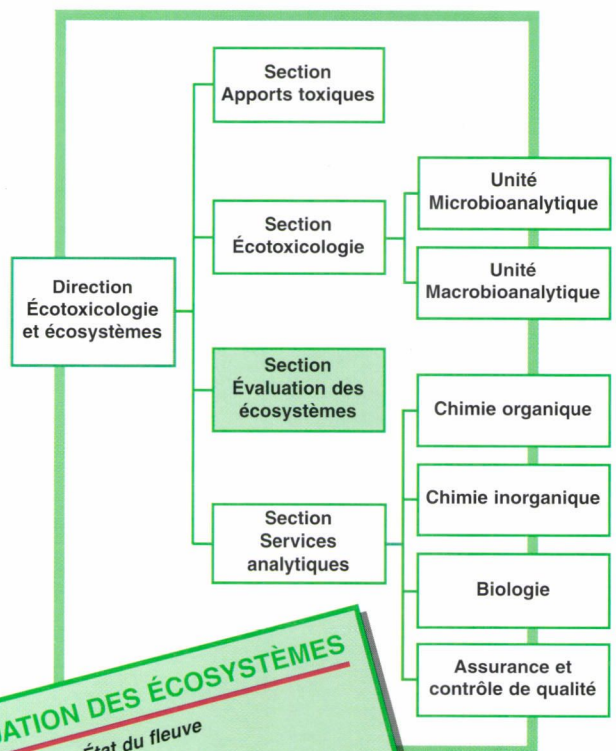 Section
Apports toxiques
Section
Écotoxicologie
Unité
Microbioanalytique
Unité
Macrobioanalytique
Direction
Écotoxicologie
et écosystèmes
Section
Évaluation des
écosystèmes
Section
Services
analytiques
Chimie organique
Chimie inorganique
Biologie
Assurance et
contrôle de qualité
DES ÉCOSYSTÈMES
État du fleuve